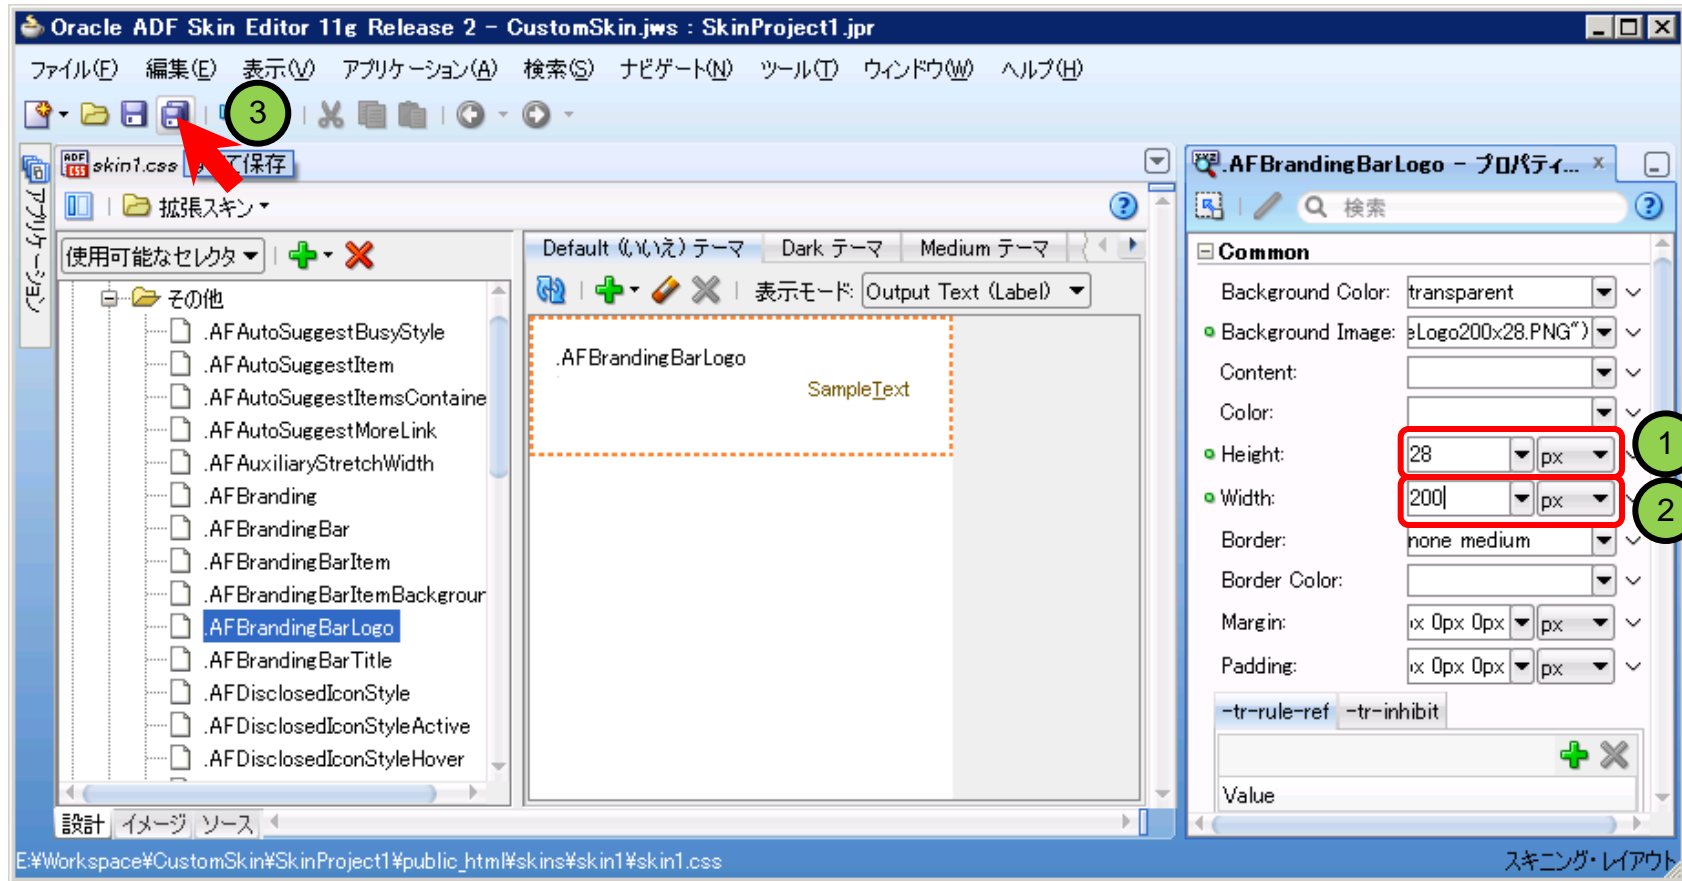 Oracle ADF Skin Editor 11g Release 2 - CustomSkin.jws : SkinProject1.jpr
ファイル(F) 編集(E) 表示(V) アプリケーション(A) 検索(S) ナビゲート(N) ツール(T) ウィンドウ(W) ヘルプ(H)
3
アプリケーション
ADF CSS skin1.css て保存
拡張スキン
使用可能なセレクタ
その他
.AFAutoSuggestBusyStyle
.AFAutoSuggestItem
.AFAutoSuggestItemsContaine
.AFAutoSuggestMoreLink
.AFAuxiliaryStretchWidth
.AFBranding
.AFBrandingBar
.AFBrandingBarItem
.AFBrandingBarItemBackgrour
.AFBrandingBarLogo
.AFBrandingBarTitle
.AFDisclosedIconStyle
.AFDisclosedIconStyleActive
.AFDisclosedIconStyleHover
設計 イメージ ソース
Default (いいえ) テーマ Dark テーマ Medium テーマ
表示モード: Output Text (Label)
.AFBrandingBarLogo
SampleText
.AFBrandingBarLogo - プロパティ...
検索
Common
Background Color: transparent
Background Image: eLogo200x28.PNG")
Content:
Color:
Height: 28 px 1
Width: 200 px 2
Border: none medium
Border Color:
Margin: x 0px 0px px
Padding: x 0px 0px px
-tr-rule-ref -tr-inhibit
Value
E:¥Workspace¥CustomSkin¥SkinProject1¥public_html¥skins¥skin1¥skin1.css スキニング・レイアウト